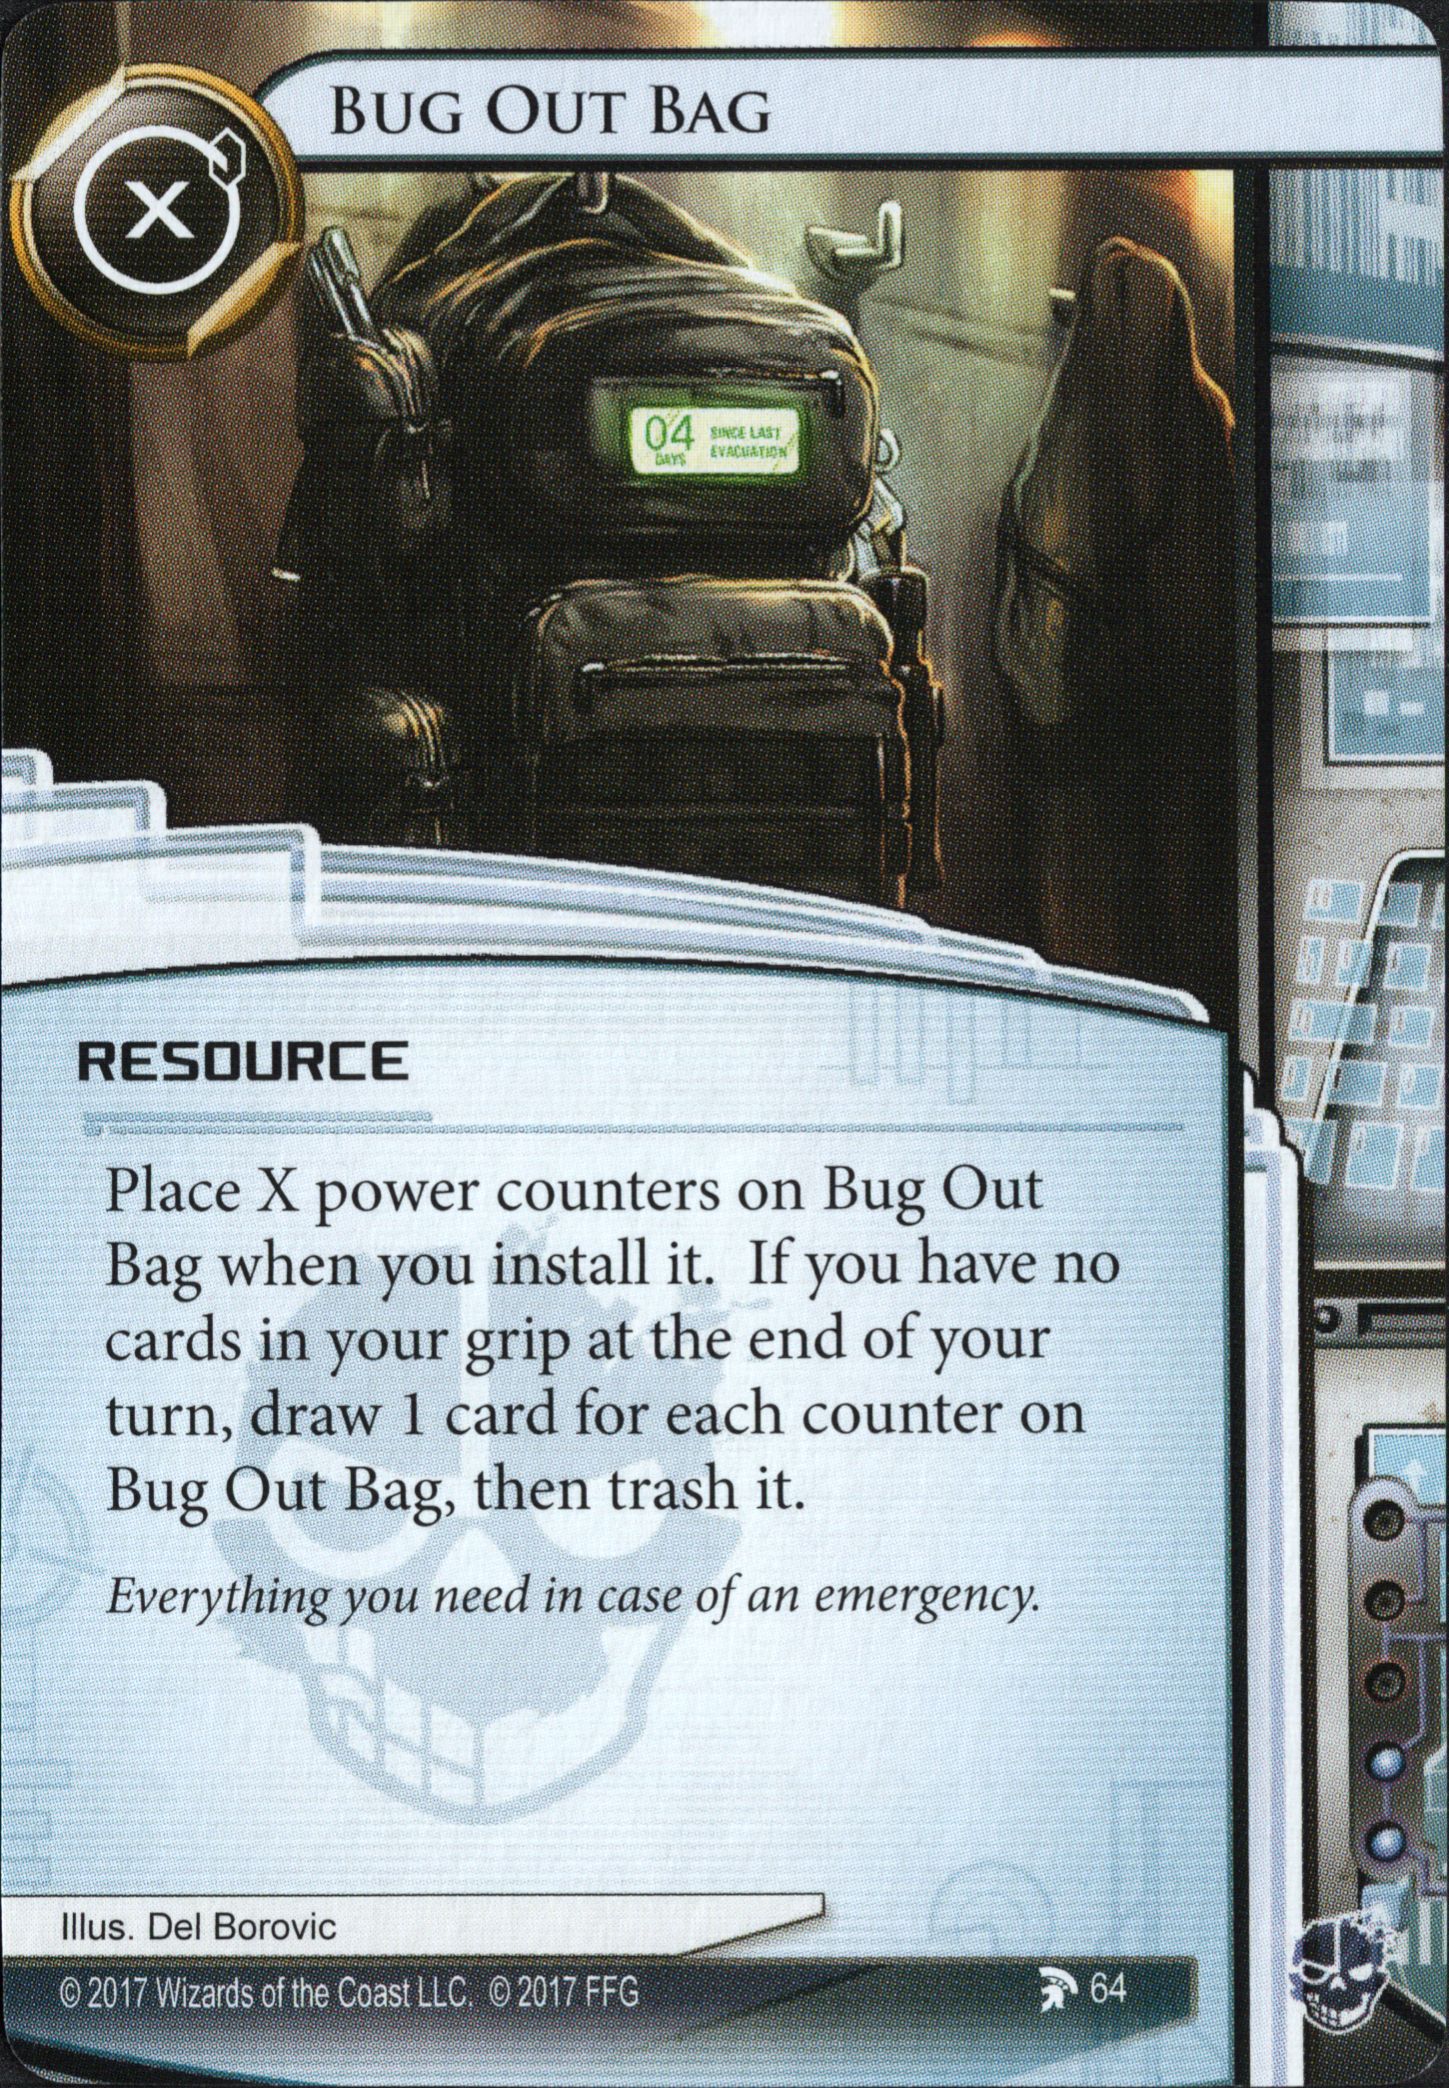 BUG OUT BAG
X
04
DAYS
SINCE LAST
EVACUATION
RESOURCE
Place X power counters on Bug Out
Bag when you install it.  If you have no
cards in your grip at the end of your
turn, draw 1 card for each counter on
Bug Out Bag, then trash it.
Everything you need in case of an emergency.
Illus. Del Borovic
© 2017 Wizards of the Coast LLC.  © 2017 FFG
64